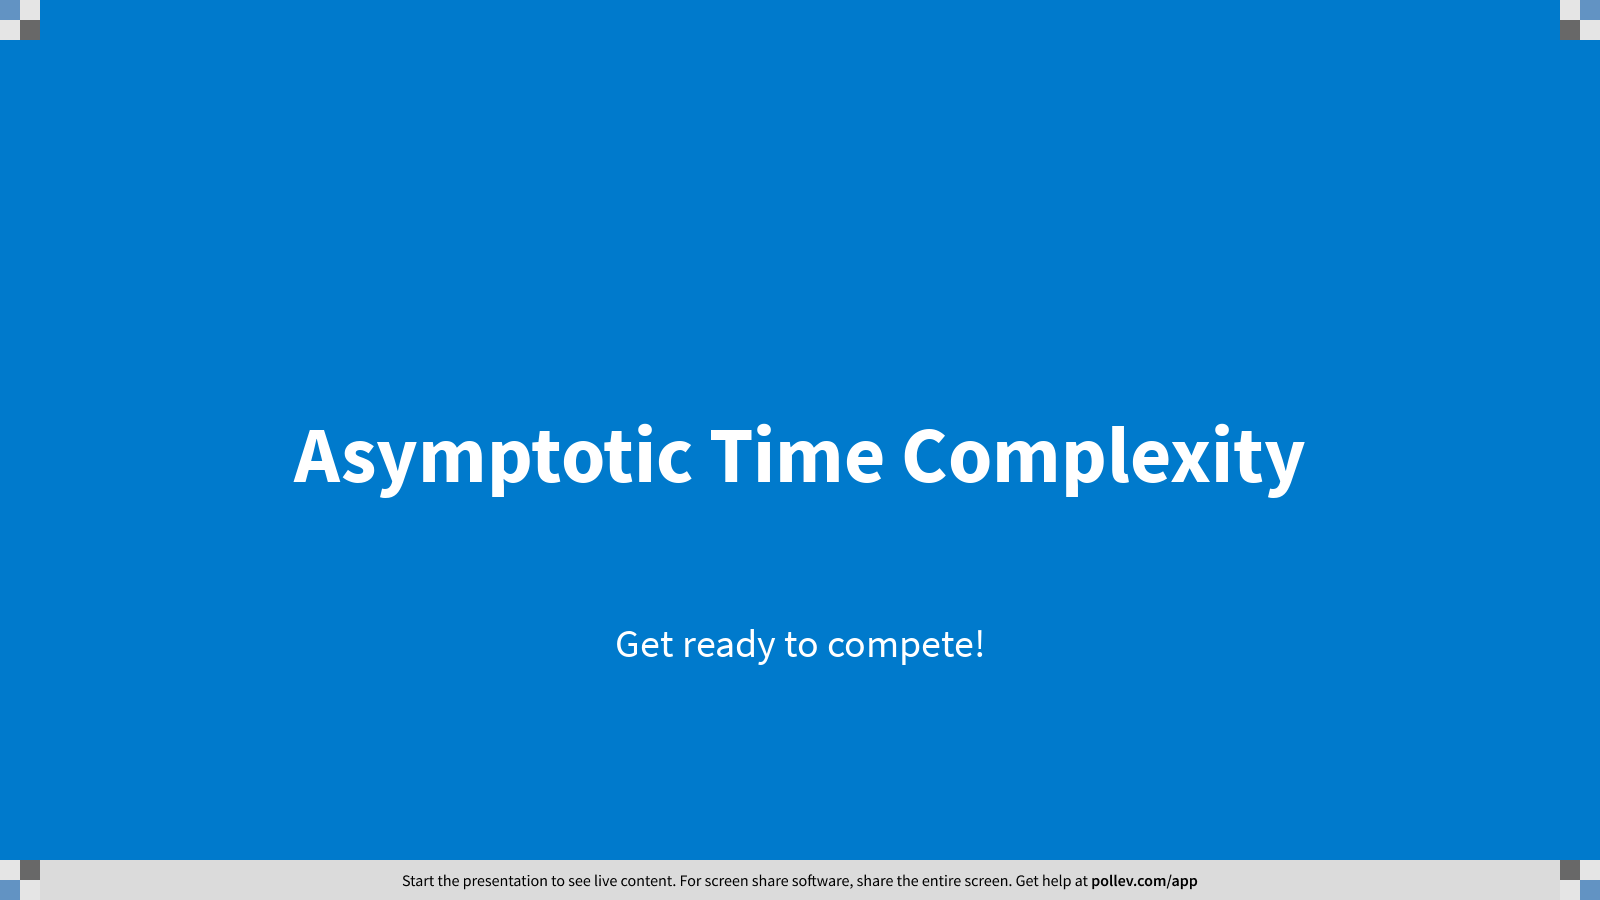 Asymptotic Time Complexity
Get ready to compete!
Start the presentation to see live content. For screen share software, share the entire screen. Get help at pollev.com/app